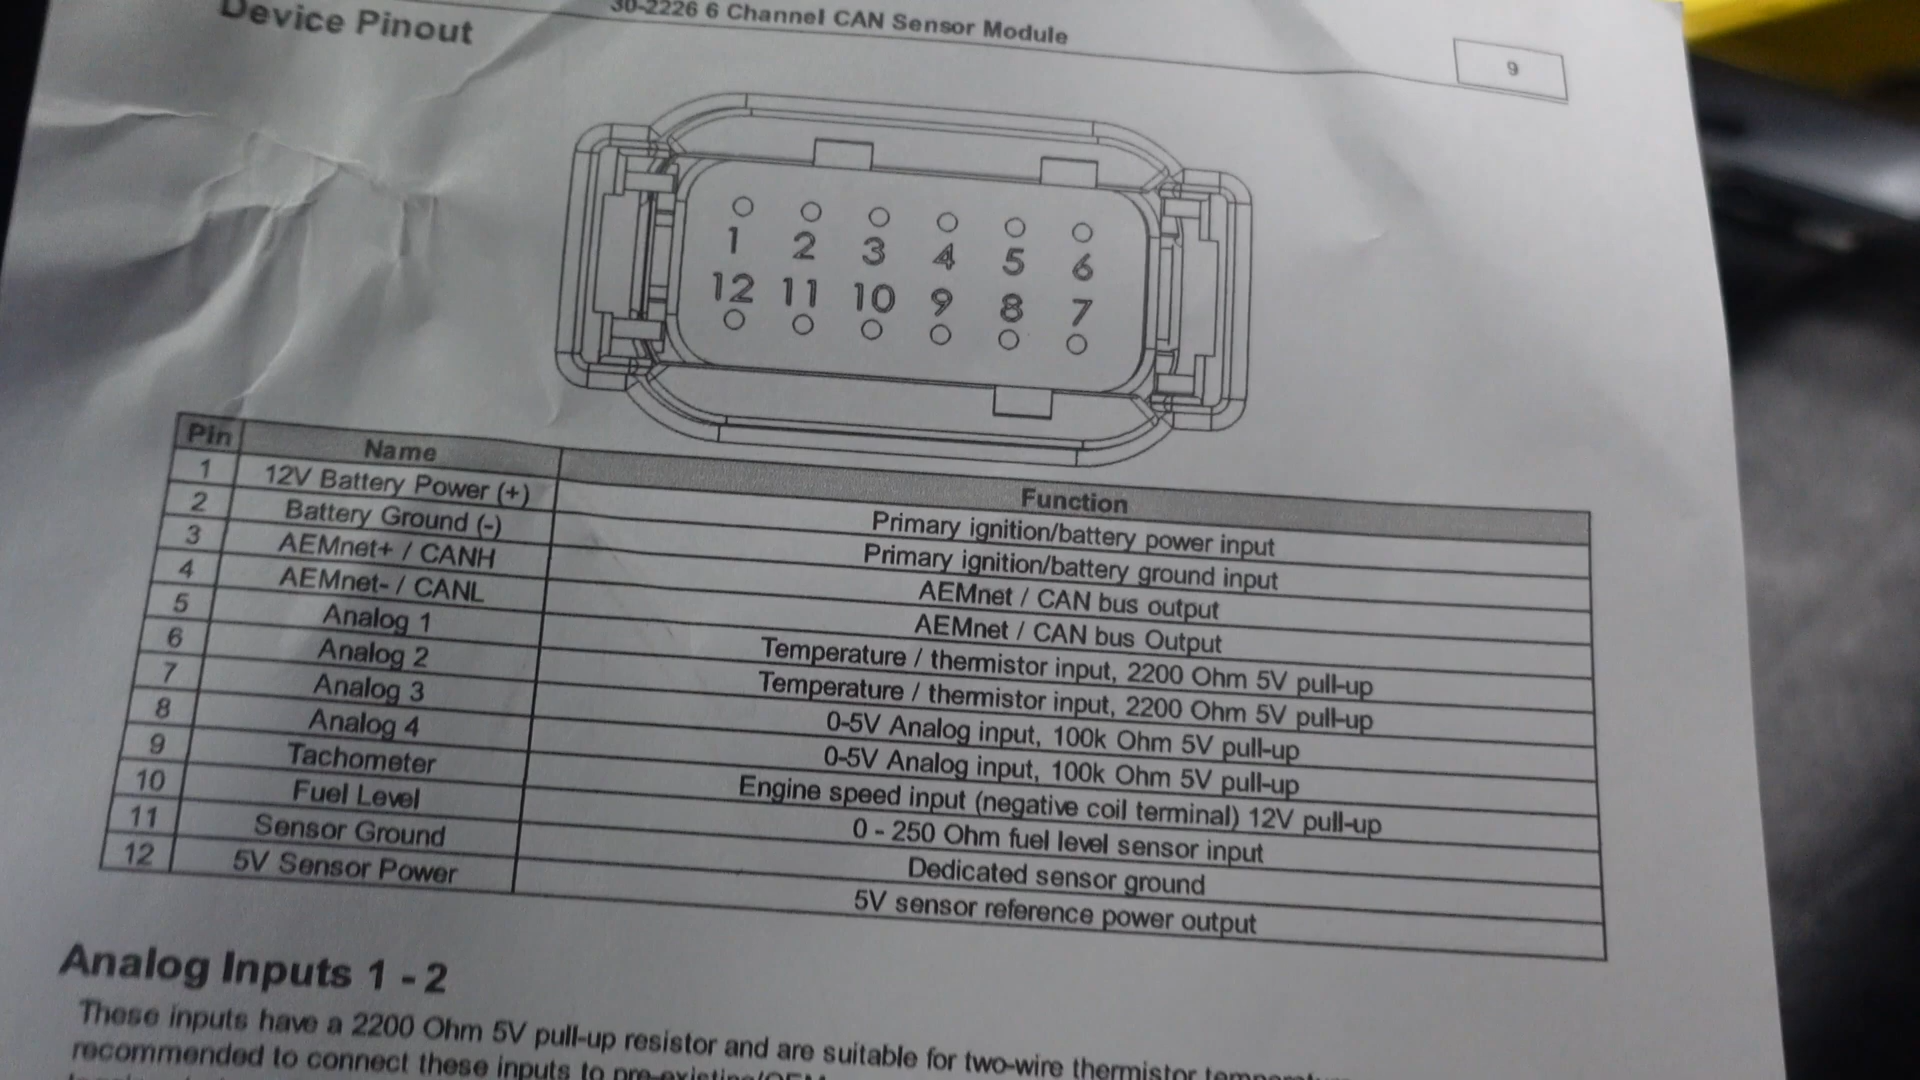 30-2226 6 Channel CAN Sensor Module
9
Device Pinout
1 2 3 4 5 6
12 11 10 9 8 7
Pin Name Function
1 12V Battery Power (+) Primary ignition/battery power input
2 Battery Ground (-) Primary ignition/battery ground input
3 AEMnet+ / CANH AEMnet / CAN bus output
4 AEMnet- / CANL AEMnet / CAN bus Output
5 Analog 1 Temperature / thermistor input, 2200 Ohm 5V pull-up
6 Analog 2 Temperature / thermistor input, 2200 Ohm 5V pull-up
7 Analog 3 0-5V Analog input, 100k Ohm 5V pull-up
8 Analog 4 0-5V Analog input, 100k Ohm 5V pull-up
9 Tachometer Engine speed input (negative coil terminal) 12V pull-up
10 Fuel Level 0 - 250 Ohm fuel level sensor input
11 Sensor Ground Dedicated sensor ground
12 5V Sensor Power 5V sensor reference power output
Analog Inputs 1 - 2
These inputs have a 2200 Ohm 5V pull-up resistor and are suitable for two-wire thermistor
recommended to connect these inputs to